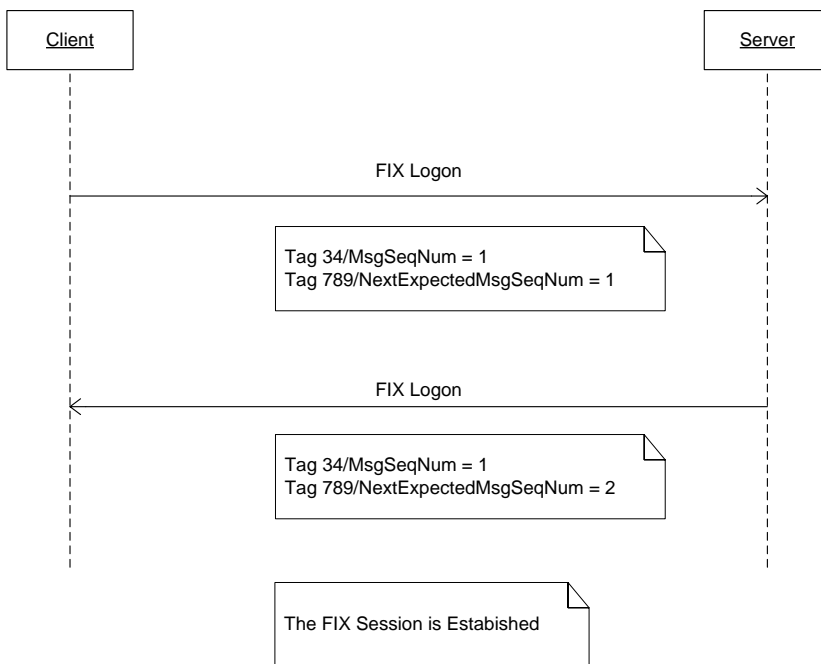 Client
Server
FIX Logon
Tag 34/MsgSeqNum = 1
Tag 789/NextExpectedMsgSeqNum = 1
FIX Logon
Tag 34/MsgSeqNum = 1
Tag 789/NextExpectedMsgSeqNum = 2
The FIX Session is Estabished